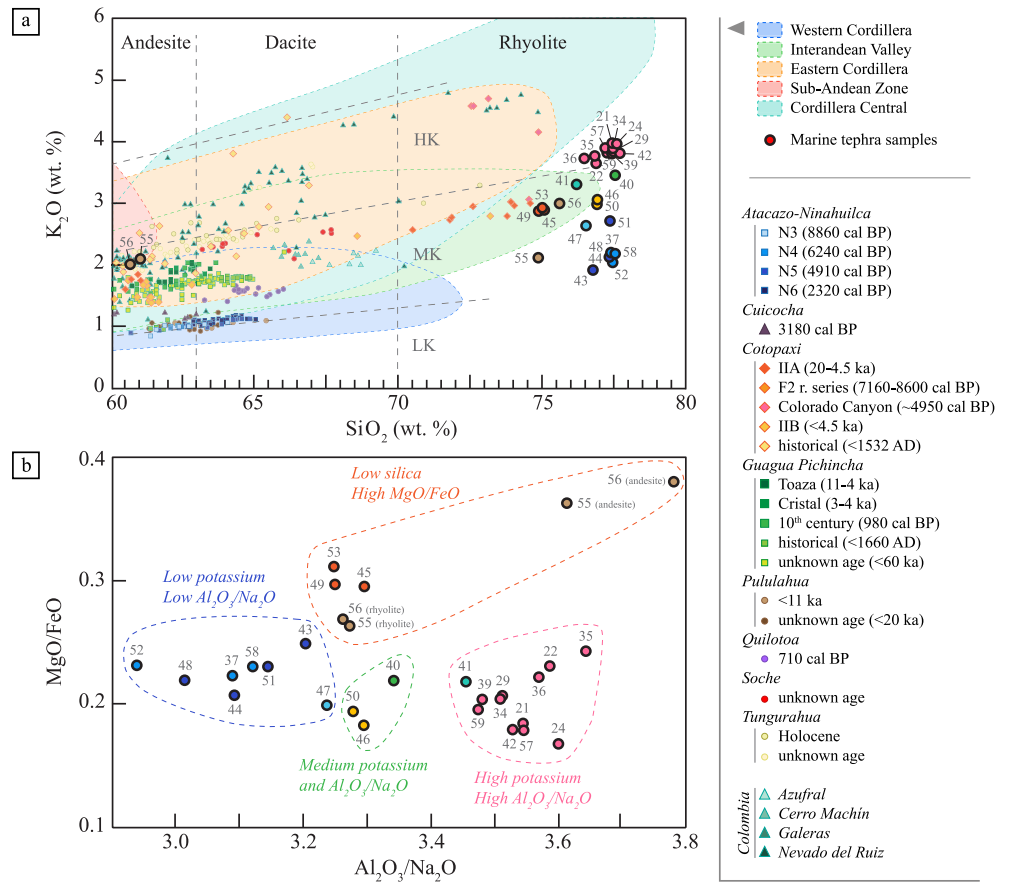 a
6
5
4
3
2
1
0
K2O (wt. %)
Andesite
Dacite
Rhyolite
HK
MK
LK
56
55
21
34
24
57
29
35
36
42
59
39
22
41
40
53
56
46
50
49
45
51
47
37
48
58
44
55
43
52
60
65
70
75
80
SiO2 (wt. %)
b
0.4
0.3
0.2
0.1
MgO/FeO
Low silica
High MgO/FeO
56 (andesite)
55 (andesite)
53
49
45
56 (rhyolite)
55 (rhyolite)
Low potassium
Low Al2O3/Na2O
43
52
48
37
58
51
44
47
40
50
46
Medium potassium
and Al2O3/Na2O
35
22
41
36
39
29
34
59
21
42
57
24
High potassium
High Al2O3/Na2O
3.0
3.2
3.4
3.6
3.8
Al2O3/Na2O
Western Cordillera
Interandean Valley
Eastern Cordillera
Sub-Andean Zone
Cordillera Central
Marine tephra samples
Atacazo-Ninahuilca
N3 (8860 cal BP)
N4 (6240 cal BP)
N5 (4910 cal BP)
N6 (2320 cal BP)
Cuicocha
3180 cal BP
Cotopaxi
IIA (20-4.5 ka)
F2 r. series (7160-8600 cal BP)
Colorado Canyon (~4950 cal BP)
IIB (<4.5 ka)
historical (<1532 AD)
Guagua Pichincha
Toaza (11-4 ka)
Cristal (3-4 ka)
10th century (980 cal BP)
historical (<1660 AD)
unknown age (<60 ka)
Pululahua
<11 ka
unknown age (<20 ka)
Quilotoa
710 cal BP
Soche
unknown age
Tungurahua
Holocene
unknown age
Colombia
Azufral
Cerro Machín
Galeras
Nevado del Ruiz